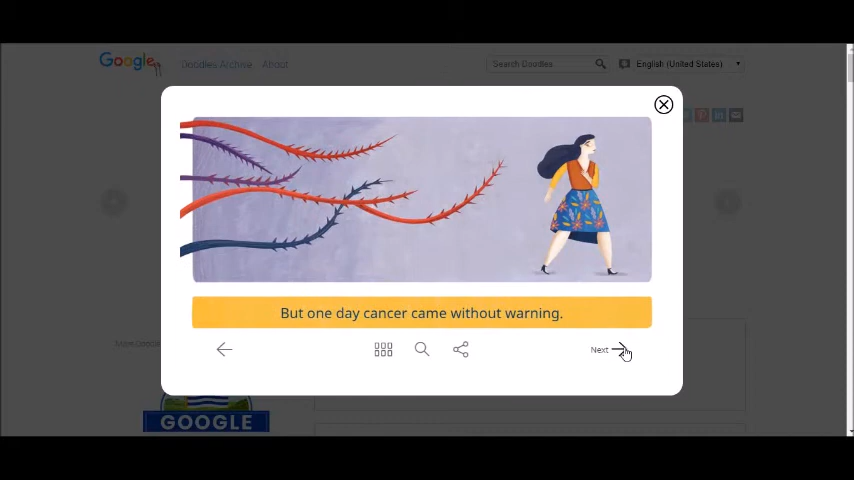 Google
Doodles Archive About
Search Doodles
English (United States)
But one day cancer came without warning.
Next
GOOGLE